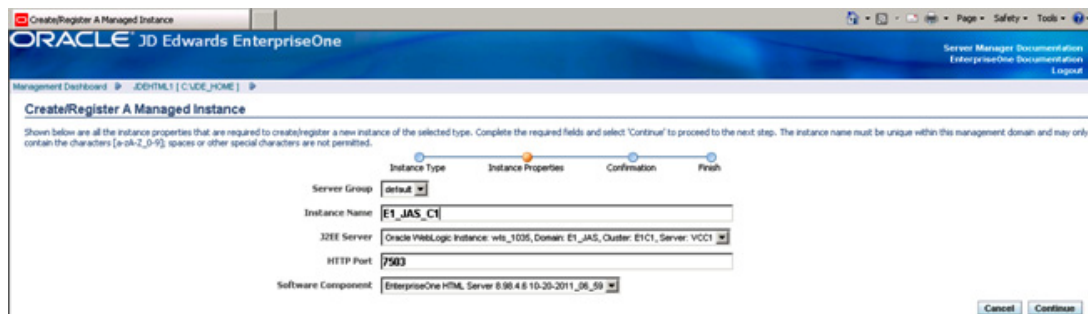 Create/Register A Managed Instance
Page Safety Tools
ORACLE JD Edwards EnterpriseOne
Server Manager Documentation
EnterpriseOne Documentation
Logout
Management Dashboard JDEHTML1 [ C:\JDE_HOME ]
Create/Register A Managed Instance
Shown below are all the instance properties that are required to create/register a new instance of the selected type. Complete the required fields and select 'Continue' to proceed to the next step. The instance name must be unique within this management domain and may only
contain the characters [a-zA-Z_0-9]; spaces or other special characters are not permitted.
Instance Type Instance Properties Confirmation Finish
Server Group default
Instance Name E1_JAS_C1
J2EE Server Oracle WebLogic Instance: wls_1035, Domain: E1_JAS, Cluster: E1C1, Server: VCC1
HTTP Port 7503
Software Component EnterpriseOne HTML Server 8.98.4.6 10-20-2011_06_59
Cancel Continue